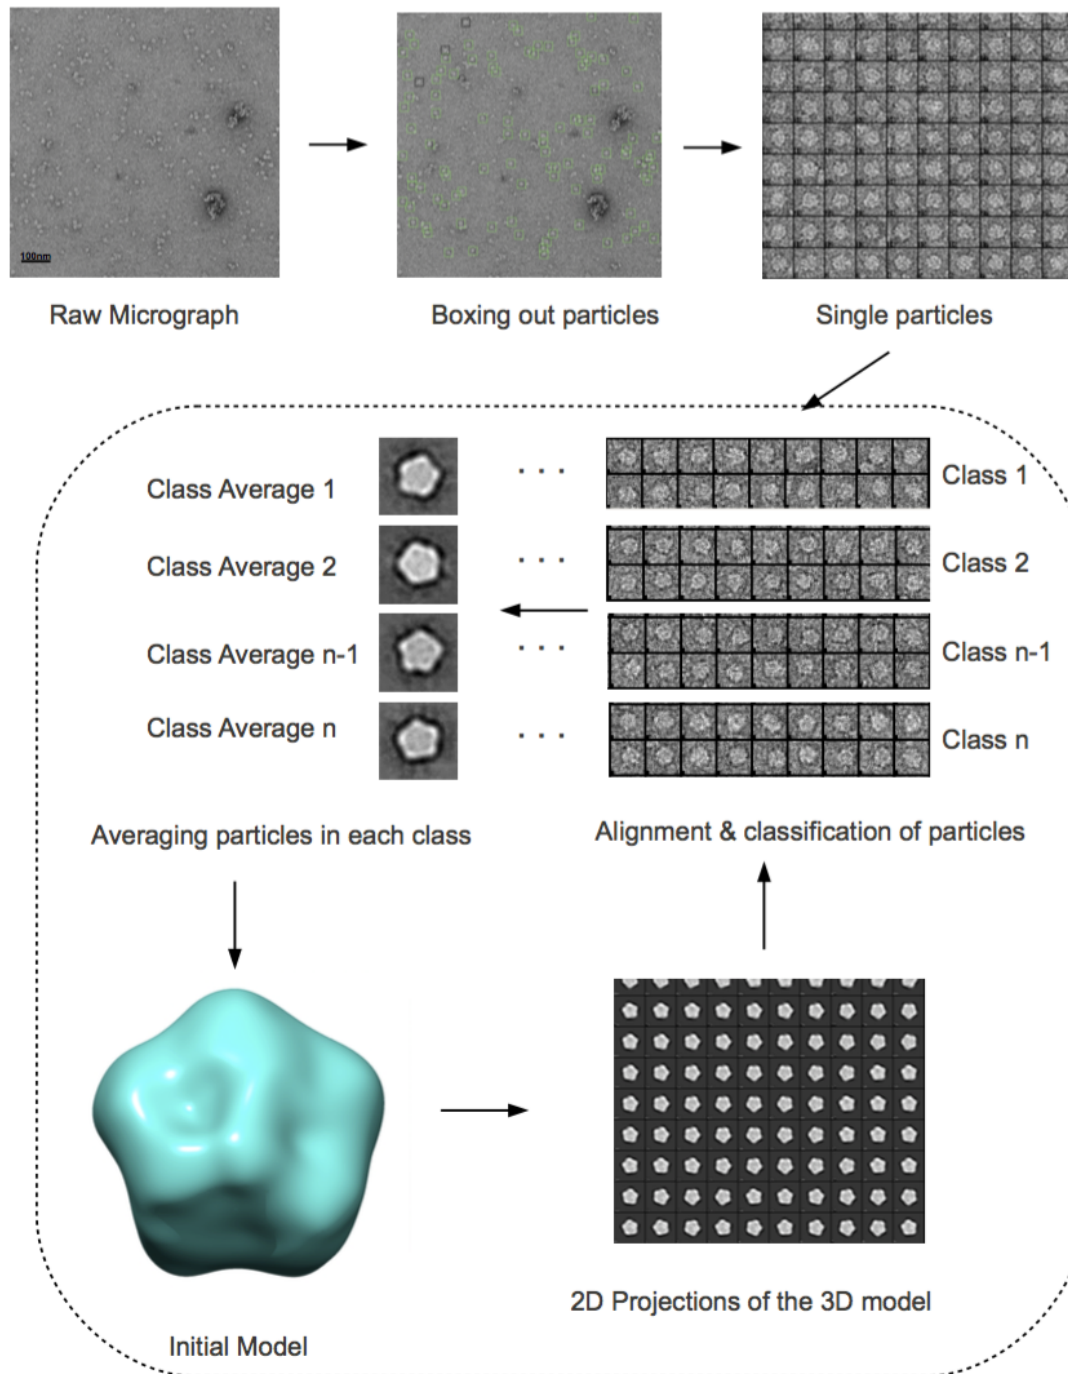 100nm
Raw Micrograph
Boxing out particles
Single particles
Class Average 1
. . .
Class 1
Class Average 2
. . .
Class 2
Class Average n-1
. . .
Class n-1
Class Average n
. . .
Class n
Averaging particles in each class
Alignment & classification of particles
2D Projections of the 3D model
Initial Model